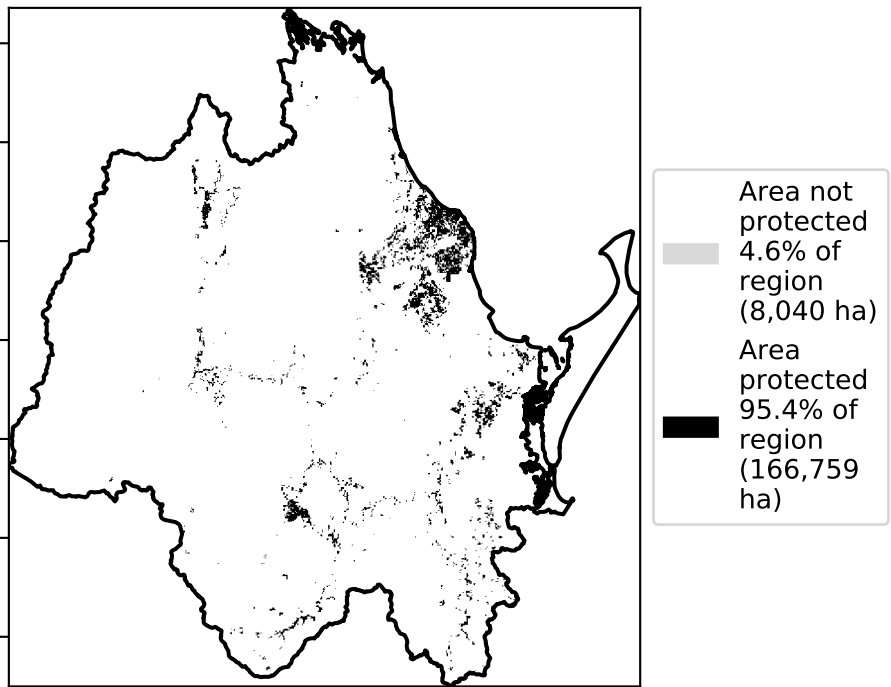 Area not
protected
4.6% of
region
(8,040 ha)
Area
protected
95.4% of
region
(166,759
ha)